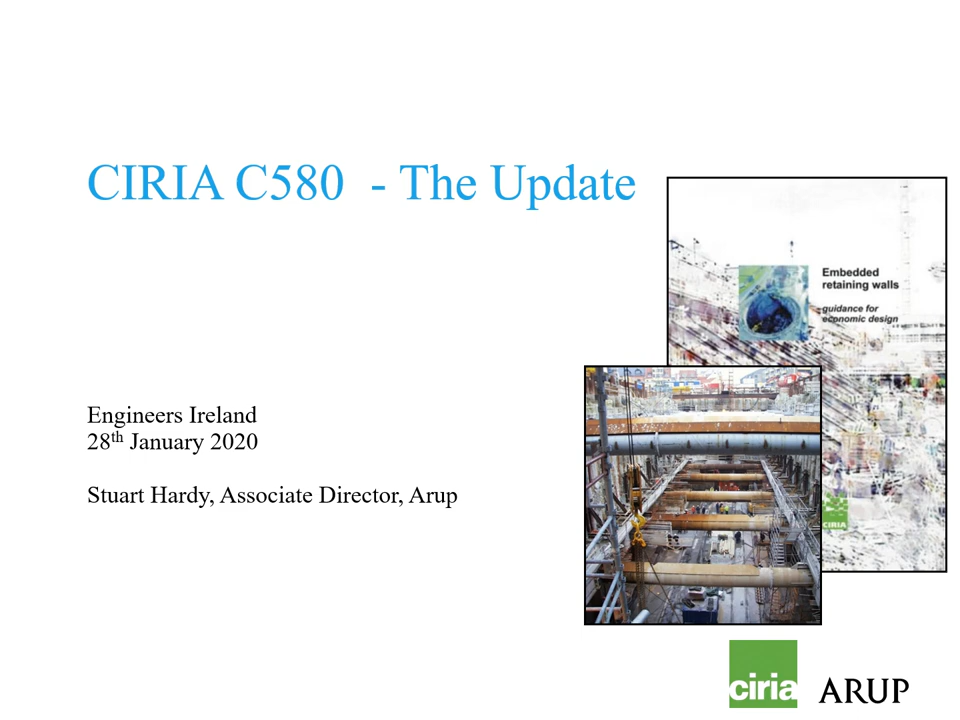 CIRIA C580 - The Update
Embedded
retaining walls
guidance for
economic design
Engineers Ireland
28th January 2020
Stuart Hardy, Associate Director, Arup
CIRIA
ciria
ARUP